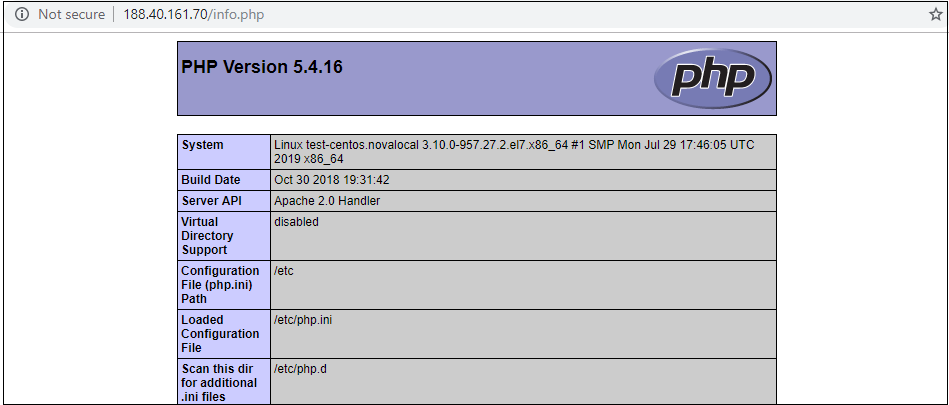 Not secure | 188.40.161.70/info.php
PHP Version 5.4.16
php
System
Linux test-centos.novalocal 3.10.0-957.27.2.el7.x86_64 #1 SMP Mon Jul 29 17:46:05 UTC
2019 x86_64
Build Date
Oct 30 2018 19:31:42
Server API
Apache 2.0 Handler
Virtual
Directory
Support
disabled
Configuration
File (php.ini)
Path
/etc
Loaded
Configuration
File
/etc/php.ini
Scan this dir
for additional
.ini files
/etc/php.d